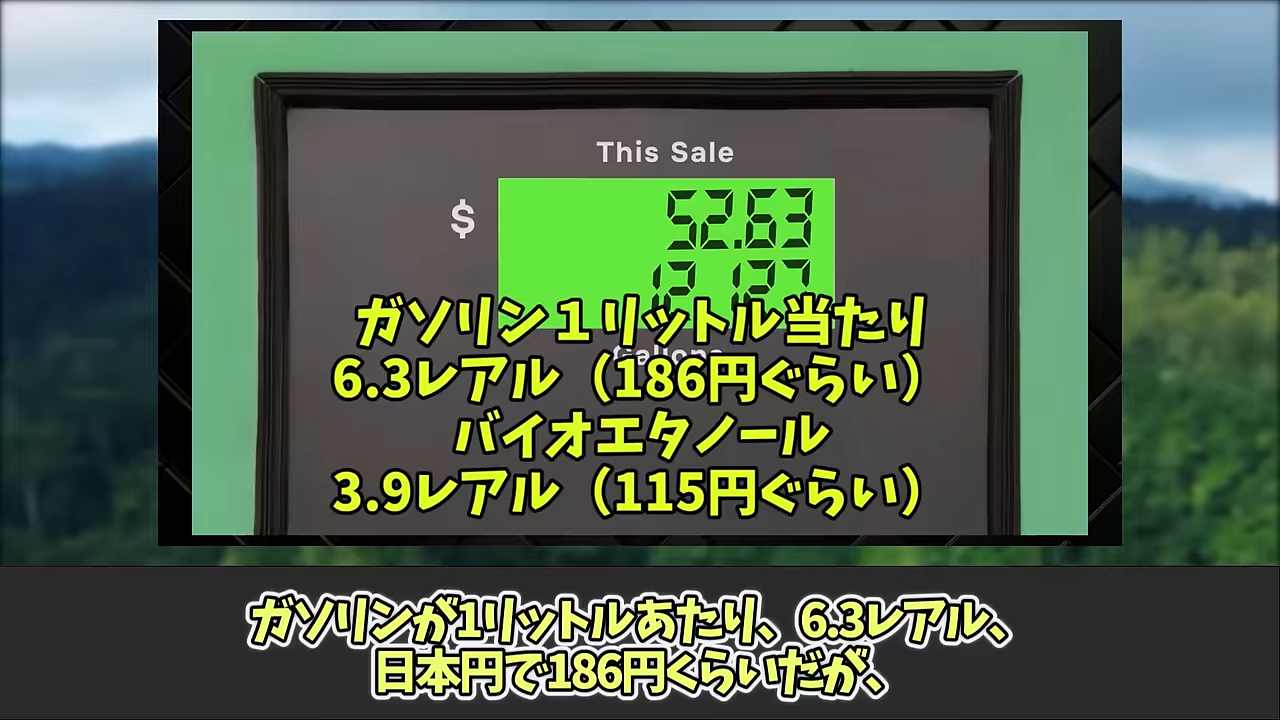 This Sale
$
52.63
12.127
ガソリン１リットル当たり
Gallons
6.3レアル（186円ぐらい）
バイオエタノール
3.9レアル（115円ぐらい）
ガソリンが1リットルあたり、6.3レアル、
日本円で186円くらいだが、